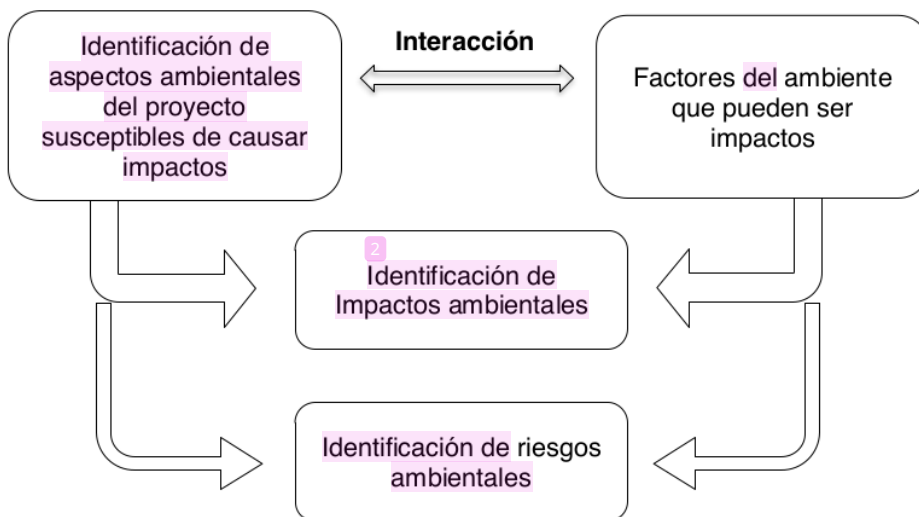 Identificación de
aspectos ambientales
del proyecto
susceptibles de causar
impactos
Interacción
Factores del ambiente
que pueden ser
impactos
2
Identificación de
Impactos ambientales
Identificación de riesgos
ambientales